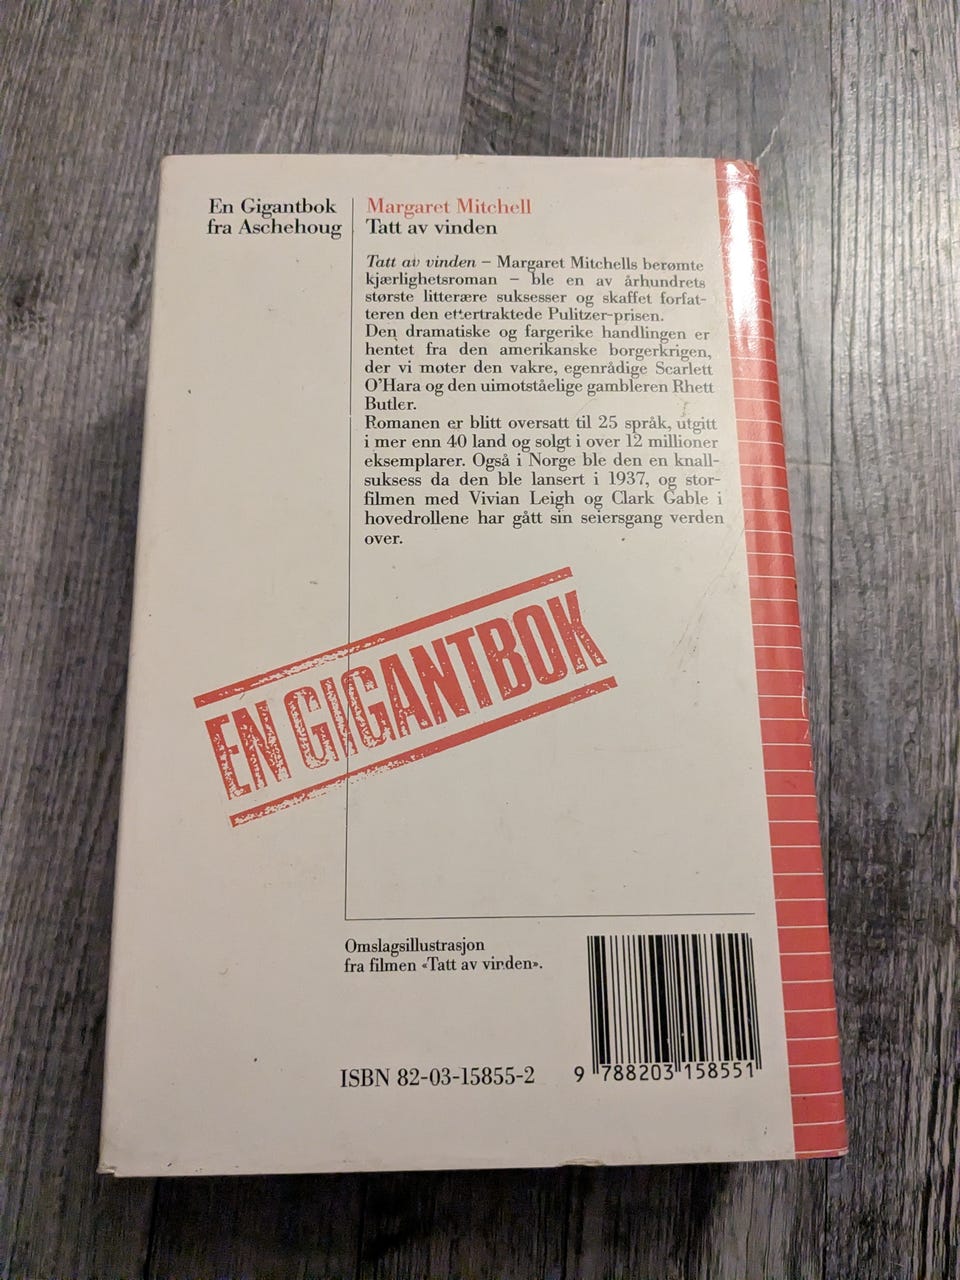 En Gigantbok
fra Aschehoug
Margaret Mitchell
Tatt av vinden
Tatt av vinden – Margaret Mitchells berømte
kjærlighetsroman – ble en av århundrets
største litterære suksesser og skaffet forfat-
teren den ettertraktede Pulitzer-prisen.
Den dramatiske og fargerike handlingen er
hentet fra den amerikanske borgerkrigen,
der vi møter den vakre, egenrådige Scarlett
O'Hara og den uimotståelige gambleren Rhett
Butler.
Romanen er blitt oversatt til 25 språk, utgitt
i mer enn 40 land og solgt i over 12 millioner
eksemplarer. Også i Norge ble den en knall-
suksess da den ble lansert i 1937, og stor-
filmen med Vivian Leigh og Clark Gable i
hovedrollene har gått sin seiersgang verden
over.
EN GIGANTBOK
Omslagsillustrasjon
fra filmen «Tatt av vinden».
ISBN 82-03-15855-2
9 788203 158551